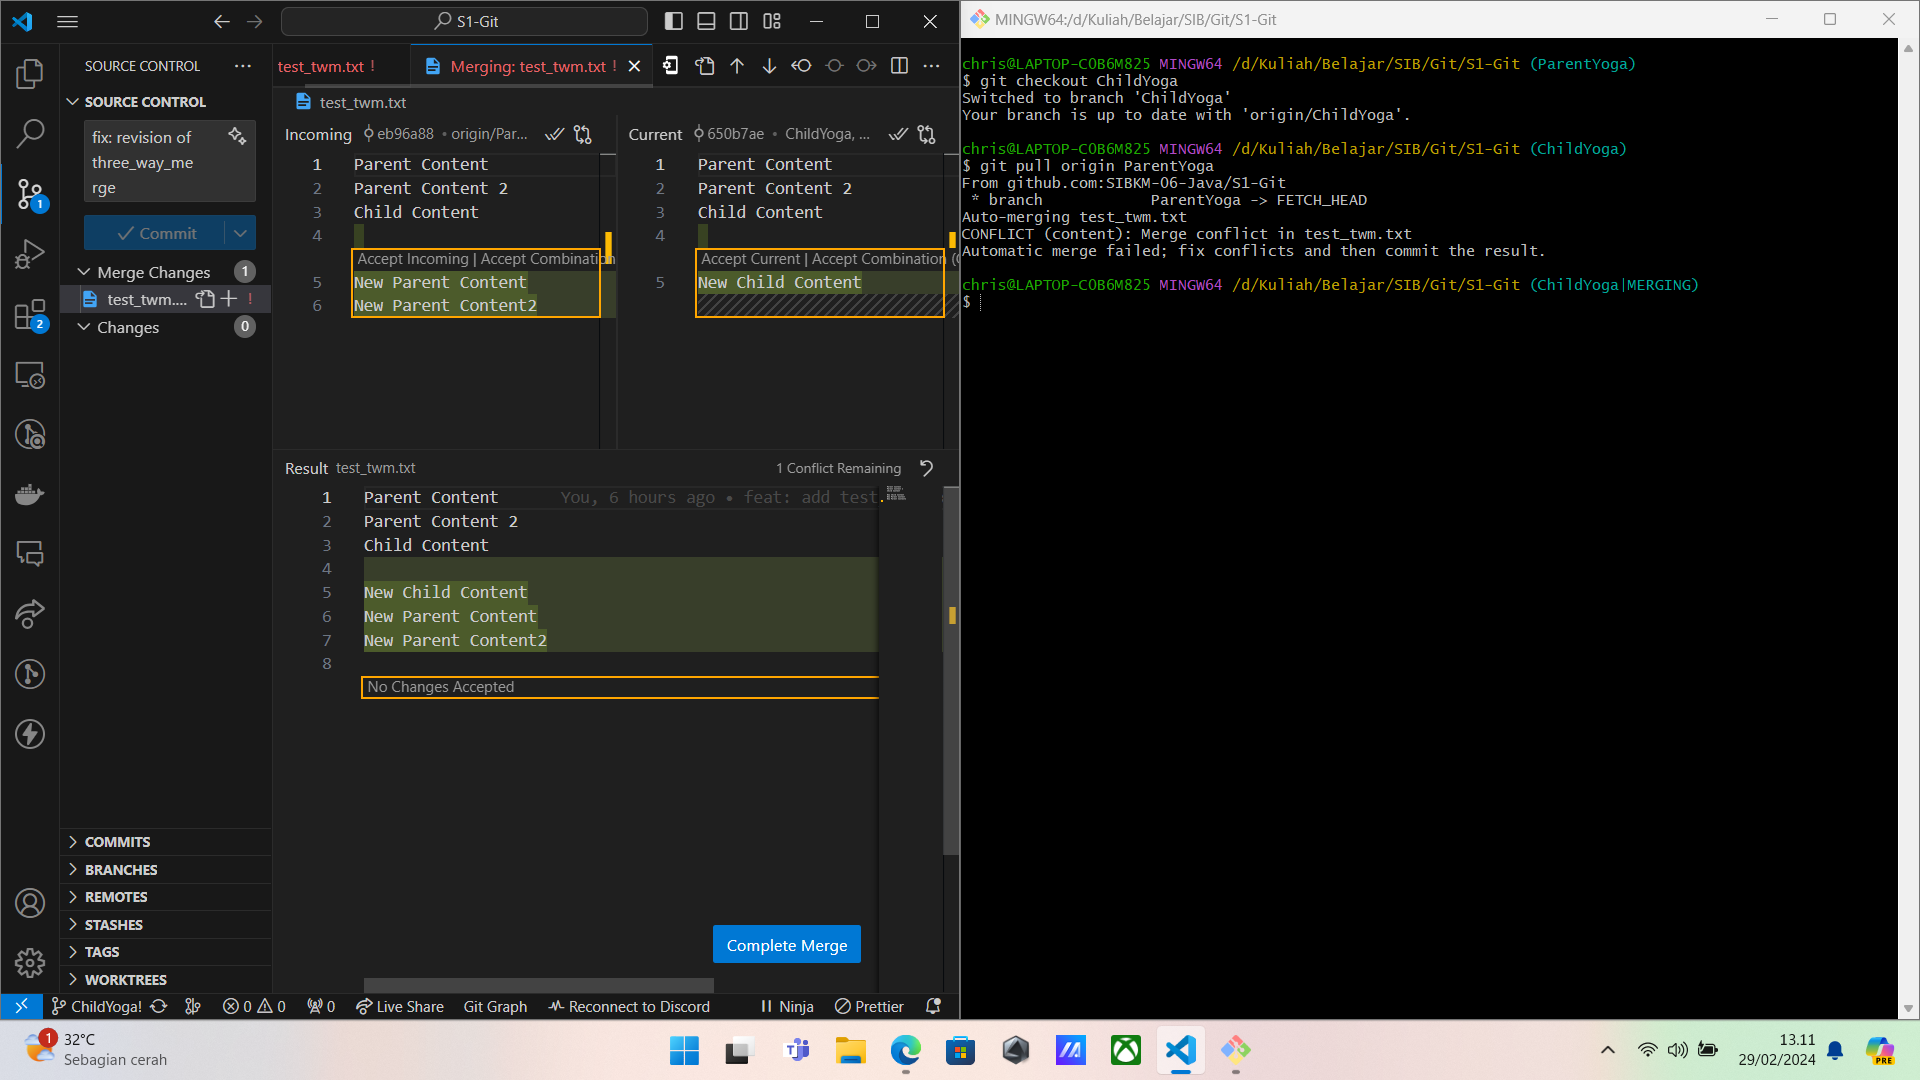 S1-Git
SOURCE CONTROL
SOURCE CONTROL
fix: revision of
three_way_me
rge
Commit
Merge Changes 1
test_twm.... !
Changes 0
1
2
COMMITS
BRANCHES
REMOTES
STASHES
TAGS
WORKTREES
test_twm.txt !
Merging: test_twm.txt !
test_twm.txt
Incoming eb96a88 • origin/Par...
1 Parent Content
2 Parent Content 2
3 Child Content
4
Accept Incoming | Accept Combination
5 New Parent Content
6 New Parent Content2
Current 650b7ae • ChildYoga, ...
1 Parent Content
2 Parent Content 2
3 Child Content
4
Accept Current | Accept Combination (
5 New Child Content
Result test_twm.txt 1 Conflict Remaining
1 Parent Content You, 6 hours ago • feat: add test.
2 Parent Content 2
3 Child Content
4
5 New Child Content
6 New Parent Content
7 New Parent Content2
8
No Changes Accepted
Complete Merge
ChildYoga! 0 0 0 Live Share Git Graph Reconnect to Discord Ninja Prettier
MINGW64:/d/Kuliah/Belajar/SIB/Git/S1-Git
chris@LAPTOP-COB6M825 MINGW64 /d/Kuliah/Belajar/SIB/Git/S1-Git (ParentYoga)
$ git checkout ChildYoga
Switched to branch 'ChildYoga'
Your branch is up to date with 'origin/ChildYoga'.
chris@LAPTOP-COB6M825 MINGW64 /d/Kuliah/Belajar/SIB/Git/S1-Git (ChildYoga)
$ git pull origin ParentYoga
From github.com:SIBKM-06-Java/S1-Git
* branch ParentYoga -> FETCH_HEAD
Auto-merging test_twm.txt
CONFLICT (content): Merge conflict in test_twm.txt
Automatic merge failed; fix conflicts and then commit the result.
chris@LAPTOP-COB6M825 MINGW64 /d/Kuliah/Belajar/SIB/Git/S1-Git (ChildYoga|MERGING)
$
1
32°C
Sebagian cerah
13.11
29/02/2024
PRE